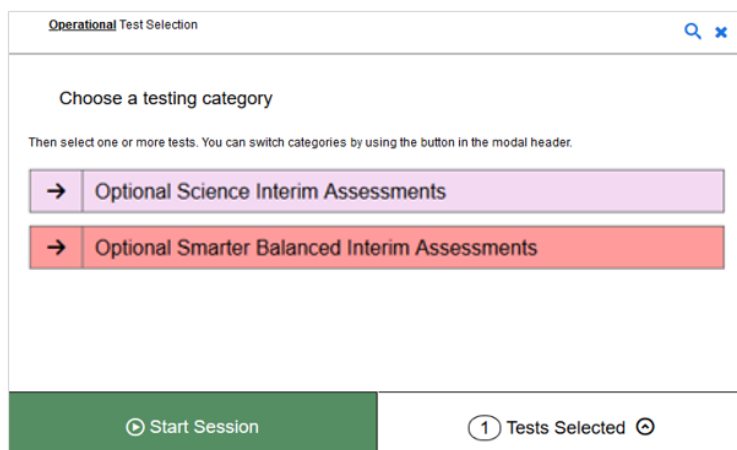 Operational Test Selection
Choose a testing category
Then select one or more tests. You can switch categories by using the button in the modal header.
Optional Science Interim Assessments
Optional Smarter Balanced Interim Assessments
Start Session
1 Tests Selected